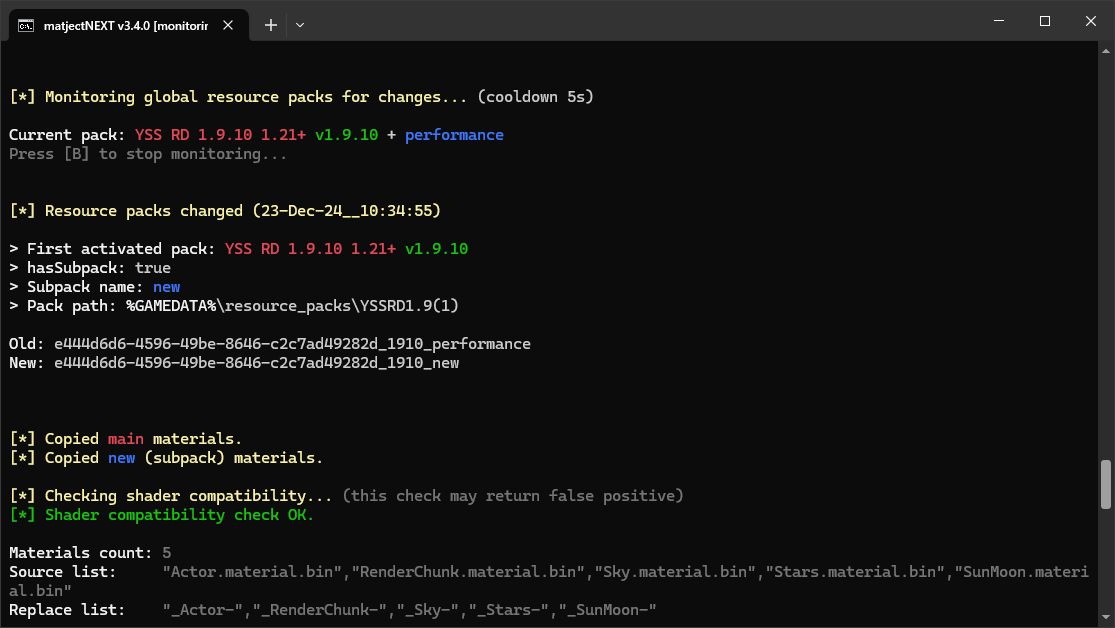 matjectNEXT v3.4.0 [monitorin
[*] Monitoring global resource packs for changes... (cooldown 5s)
Current pack: YSS RD 1.9.10 1.21+ v1.9.10 + performance
Press [B] to stop monitoring...
[*] Resource packs changed (23-Dec-24__10:34:55)
> First activated pack: YSS RD 1.9.10 1.21+ v1.9.10
> hasSubpack: true
> Subpack name: new
> Pack path: %GAMEDATA%\resource_packs\YSSRD1.9(1)
Old: e444d6d6-4596-49be-8646-c2c7ad49282d_1910_performance
New: e444d6d6-4596-49be-8646-c2c7ad49282d_1910_new
[*] Copied main materials.
[*] Copied new (subpack) materials.
[*] Checking shader compatibility... (this check may return false positive)
[*] Shader compatibility check OK.
Materials count: 5
Source list:     "Actor.material.bin","RenderChunk.material.bin","Sky.material.bin","Stars.material.bin","SunMoon.materi
al.bin"
Replace list:    "_Actor-","_RenderChunk-","_Sky-","_Stars-","_SunMoon-"